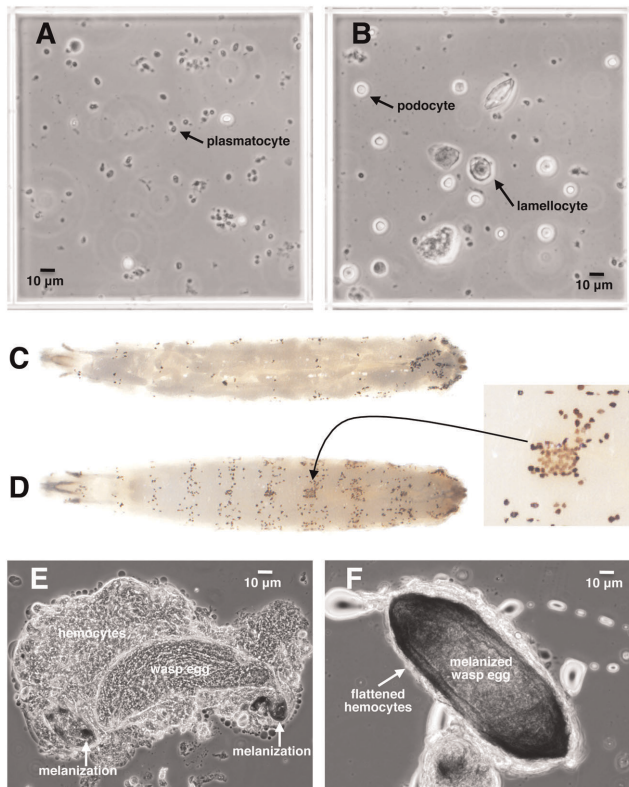 A
plasmatocyte
10 µm
B
podocyte
lamellocyte
10 µm
C
D
E
10 µm
hemocytes
wasp egg
melanization
melanization
F
10 µm
melanized
wasp egg
flattened
hemocytes